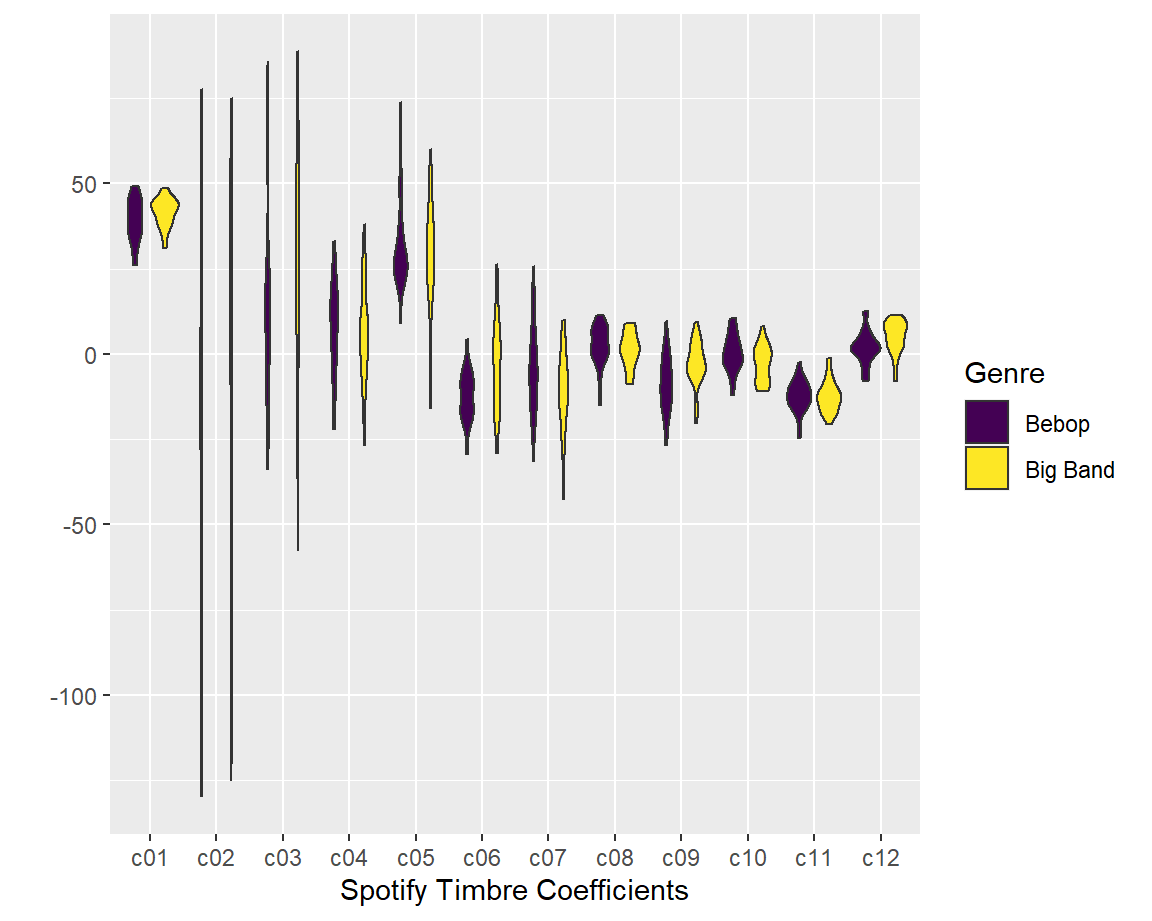 50
0
-50
-100
c01 c02 c03 c04 c05 c06 c07 c08 c09 c10 c11 c12
Spotify Timbre Coefficients
Genre
Bebop
Big Band